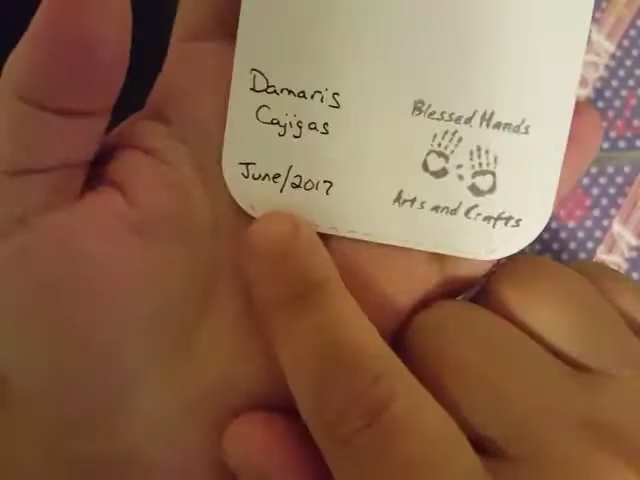 Damaris
Cajigas
June/2017
Blessed Hands
Arts and Crafts